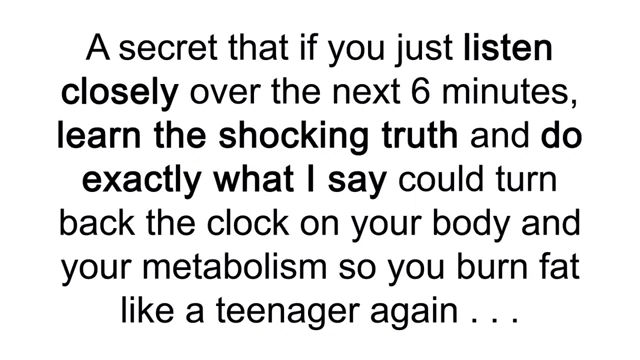 A secret that if you just listen
closely over the next 6 minutes,
learn the shocking truth and do
exactly what I say could turn
back the clock on your body and
your metabolism so you burn fat
like a teenager again . . .